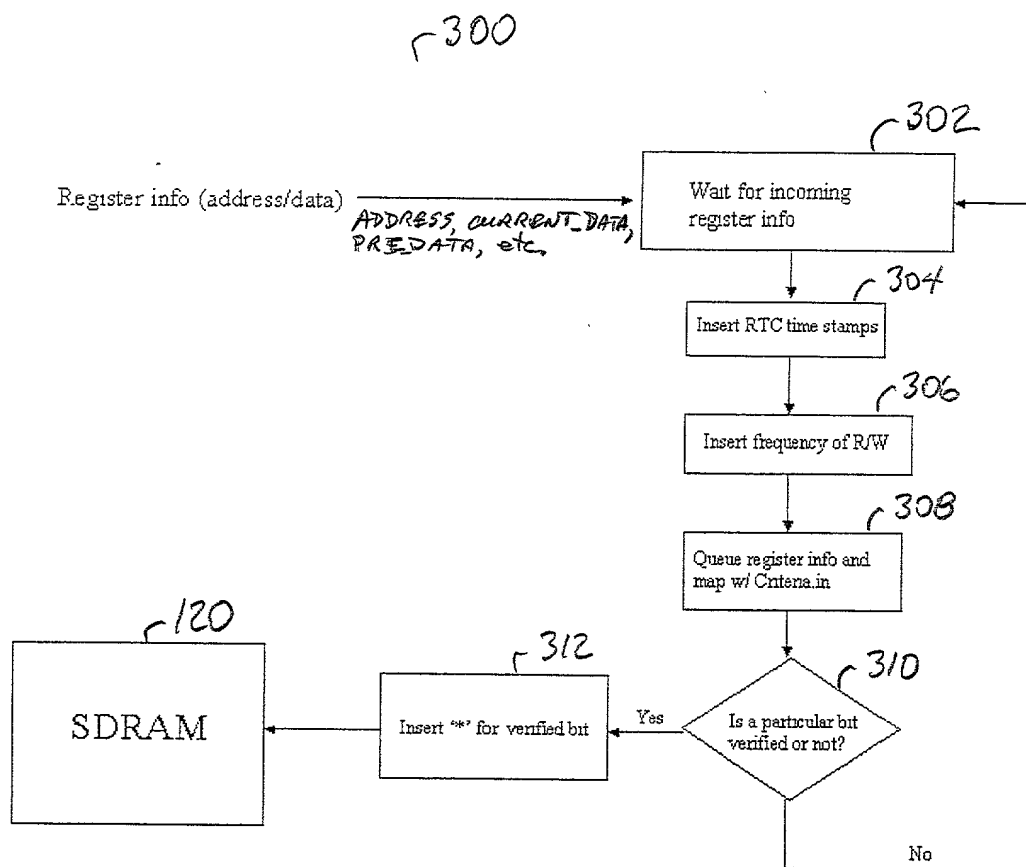 300
302
Wait for incoming
register info
Register info (address/data)
ADDRESS, CURRENT_DATA,
PRE_DATA, etc.
304
Insert RTC time stamps
306
Insert frequency of R/W
308
Queue register info and
map w/ Criteria.in
120
SDRAM
312
Insert '*' for verified bit
Yes
310
Is a particular bit
verified or not?
No